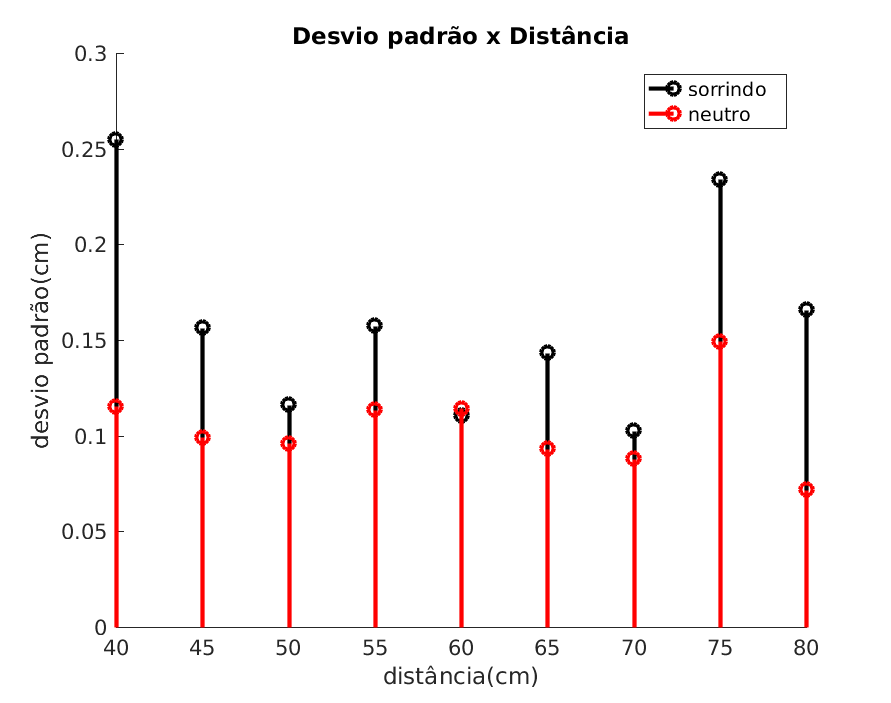 Desvio padrão x Distância
sorrindo
neutro
desvio padrão(cm)
0.3
0.25
0.2
0.15
0.1
0.05
0
40 45 50 55 60 65 70 75 80
distância(cm)